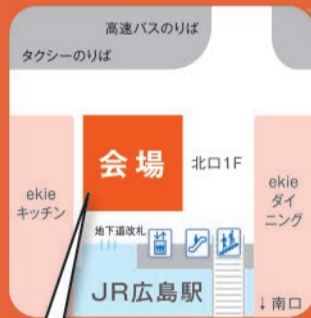 高速バスのりば
タクシーのりば
会場
北口1F
ekie
キッチン
ekie
ダイ
ニング
地下道改札
JR広島駅
↓南口